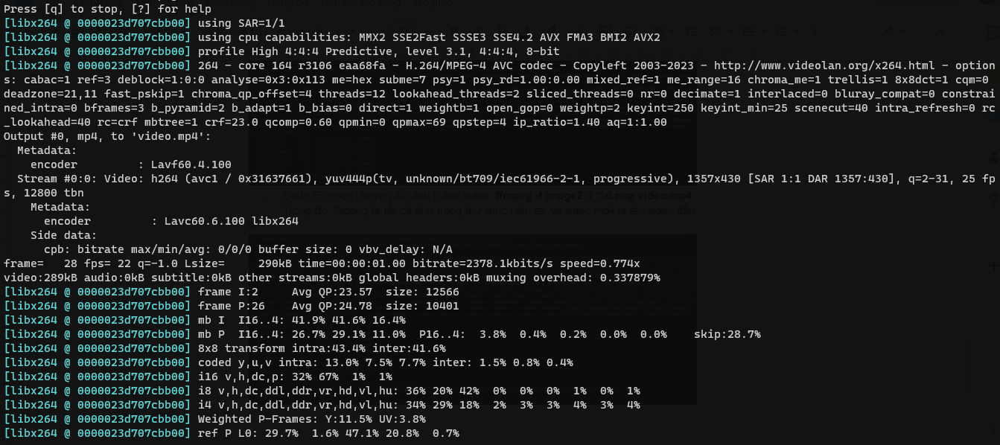 Press [q] to stop, [?] for help
[libx264 @ 0000023d707cbb00] using SAR=1/1
[libx264 @ 0000023d707cbb00] using cpu capabilities: MMX2 SSE2Fast SSSE3 SSE4.2 AVX FMA3 BMI2 AVX2
[libx264 @ 0000023d707cbb00] profile High 4:4:4 Predictive, level 3.1, 4:4:4, 8-bit
[libx264 @ 0000023d707cbb00] 264 - core 164 r3106 eaa68fa - H.264/MPEG-4 AVC codec - Copyleft 2003-2023 - http://www.videolan.org/x264.html - option
s: cabac=1 ref=3 deblock=1:0:0 analyse=0x3:0x113 me=hex subme=7 psy=1 psy_rd=1.00:0.00 mixed_ref=1 me_range=16 chroma_me=1 trellis=1 8x8dct=1 cqm=0
deadzone=21,11 fast_pskip=1 chroma_qp_offset=4 threads=12 lookahead_threads=2 sliced_threads=0 nr=0 decimate=1 interlaced=0 bluray_compat=0 constrai
ned_intra=0 bframes=3 b_pyramid=2 b_adapt=1 b_bias=0 direct=1 weightb=1 open_gop=0 weightp=2 keyint=250 keyint_min=25 scenecut=40 intra_refresh=0 rc
_lookahead=40 rc=crf mbtree=1 crf=23.0 qcomp=0.60 qpmin=0 qpmax=69 qpstep=4 ip_ratio=1.40 aq=1:1.00
Output #0, mp4, to 'video.mp4':
  Metadata:
    encoder         : Lavf60.4.100
  Stream #0:0: Video: h264 (avc1 / 0x31637661), yuv444p(tv, unknown/bt709/iec61966-2-1, progressive), 1357x430 [SAR 1:1 DAR 1357:430], q=2-31, 25 fp
s, 12800 tbn
    Metadata:
      encoder         : Lavc60.6.100 libx264
    Side data:
      cpb: bitrate max/min/avg: 0/0/0 buffer size: 0 vbv_delay: N/A
frame=   28 fps= 22 q=-1.0 Lsize=     290kB time=00:00:01.00 bitrate=2378.1kbits/s speed=0.774x
video:289kB audio:0kB subtitle:0kB other streams:0kB global headers:0kB muxing overhead: 0.337879%
[libx264 @ 0000023d707cbb00] frame I:2     Avg QP:23.57  size: 12566
[libx264 @ 0000023d707cbb00] frame P:26    Avg QP:24.78  size: 10401
[libx264 @ 0000023d707cbb00] mb I  I16..4: 41.9% 41.6% 16.4%
[libx264 @ 0000023d707cbb00] mb P  I16..4: 26.7% 29.1% 11.0%  P16..4:  3.8%  0.4%  0.2%  0.0%  0.0%    skip:28.7%
[libx264 @ 0000023d707cbb00] 8x8 transform intra:43.4% inter:41.6%
[libx264 @ 0000023d707cbb00] coded y,u,v intra: 13.0% 7.5% 7.7% inter: 1.5% 0.8% 0.4%
[libx264 @ 0000023d707cbb00] i16 v,h,dc,p: 32% 67%  1%  1%
[libx264 @ 0000023d707cbb00] i8 v,h,dc,ddl,ddr,vr,hd,vl,hu: 36% 20% 42%  0%  0%  0%  1%  0%  1%
[libx264 @ 0000023d707cbb00] i4 v,h,dc,ddl,ddr,vr,hd,vl,hu: 34% 29% 18%  2%  3%  3%  4%  3%  4%
[libx264 @ 0000023d707cbb00] Weighted P-Frames: Y:11.5% UV:3.8%
[libx264 @ 0000023d707cbb00] ref P L0: 29.7%  1.6% 47.1% 20.8%  0.7%